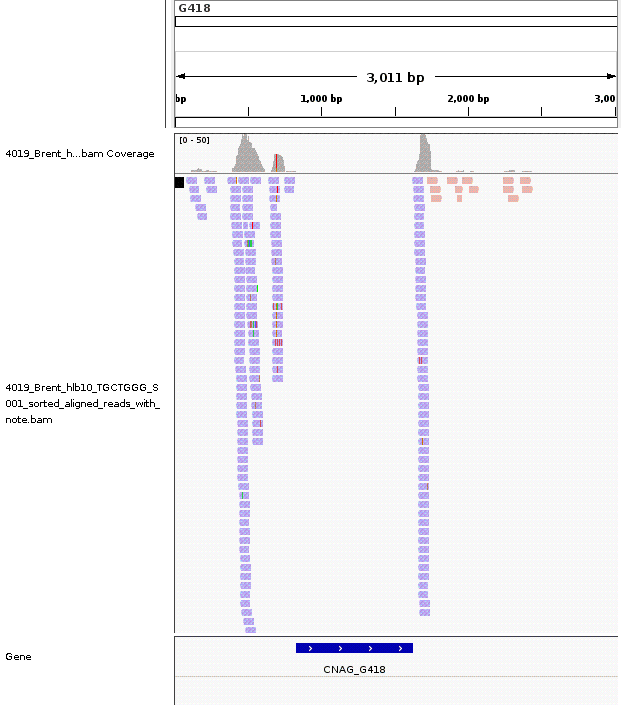 G418
3,011 bp
bp 1,000 bp 2,000 bp 3,00
[0 - 50]
4019_Brent_h...bam Coverage
4019_Brent_hlb10_TGCTGGG_S
001_sorted_aligned_reads_with_
note.bam
Gene
CNAG_G418